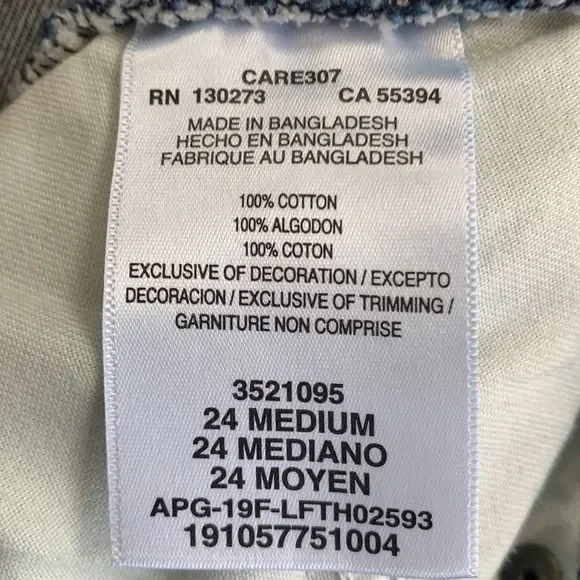 CARE307
RN 130273 CA 55394
MADE IN BANGLADESH
HECHO EN BANGLADESH
FABRIQUE AU BANGLADESH
100% COTTON
100% ALGODON
100% COTON
EXCLUSIVE OF DECORATION / EXCEPTO
DECORACION / EXCLUSIVE OF TRIMMING /
GARNITURE NON COMPRISE
3521095
24 MEDIUM
24 MEDIANO
24 MOYEN
APG-19F-LFTH02593
191057751004